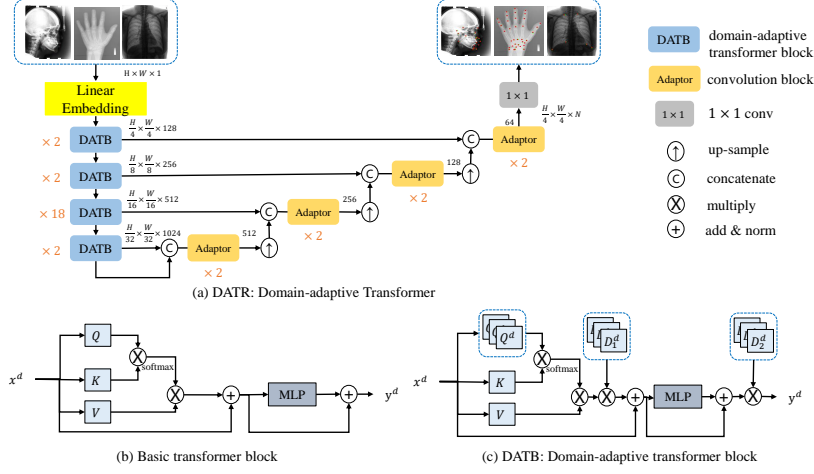 H × W × 1
Linear
Embedding
× 2
DATB
H/4 × W/4 × 128
× 2
DATB
H/8 × W/8 × 256
× 18
DATB
H/16 × W/16 × 512
× 2
DATB
H/32 × W/32 × 1024
C
Adaptor
512
× 2
C
Adaptor
256
× 2
C
Adaptor
128
× 2
C
Adaptor
× 2
64
H/4 × W/4 × N
1 × 1
DATB
domain-adaptive
transformer block
Adaptor
convolution block
1×1
1 × 1 conv
up-sample
C
concatenate
multiply
add & norm
(a) DATR: Domain-adaptive Transformer
x^d
Q
K
V
softmax
MLP
y^d
(b) Basic transformer block
x^d
Q^d
K
V
softmax
D_1^d
MLP
D_2^d
y^d
(c) DATB: Domain-adaptive transformer block